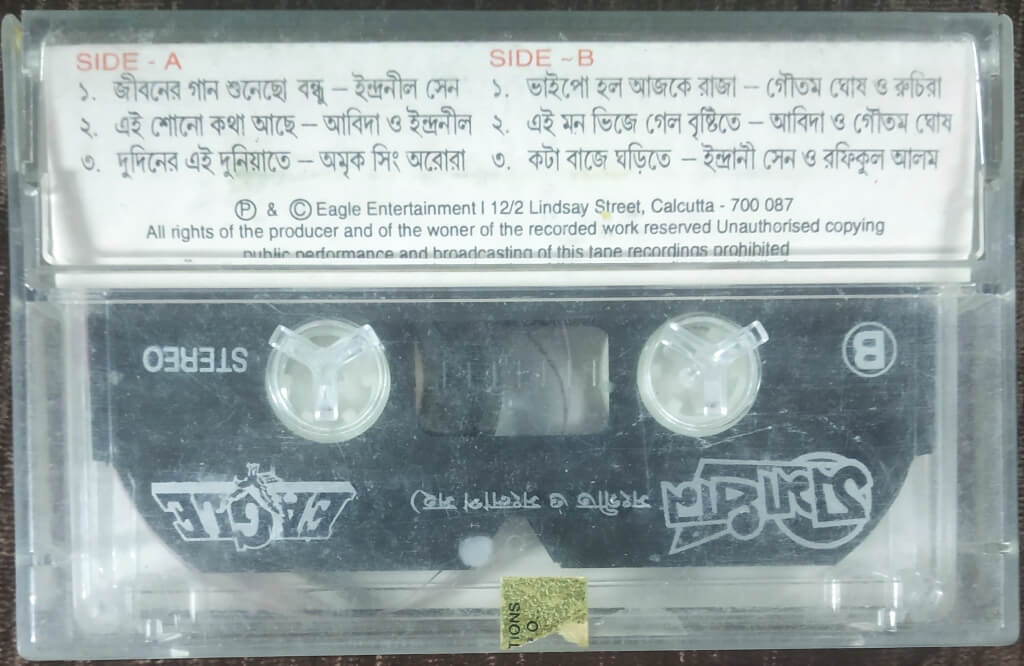 SIDE - A
১. জীবনের গান শুনেছো বন্ধু – ইন্দ্রনীল সেন
২. এই শোনো কথা আছে – আবিদা ও ইন্দ্রনীল
৩. দুদিনের এই দুনিয়াতে – অমৃক সিং অরোরা
SIDE ~ B
১. ভাইপো হল আজকে রাজা – গৌতম ঘোষ ও রুচিরা
২. এই মন ভিজে গেল বৃষ্টিতে – আবিদা ও গৌতম ঘোষ
৩. কটা বাজে ঘড়িতে – ইন্দ্রানী সেন ও রফিকুল আলম
Ⓟ & Ⓒ Eagle Entertainment I 12/2 Lindsay Street, Calcutta - 700 087
All rights of the producer and of the woner of the recorded work reserved Unauthorised copying
public performance and broadcasting of this tape recordings prohibited
STEREO
B
EAGLE
সংগীত ও সংলাপ সহ)
TIONS